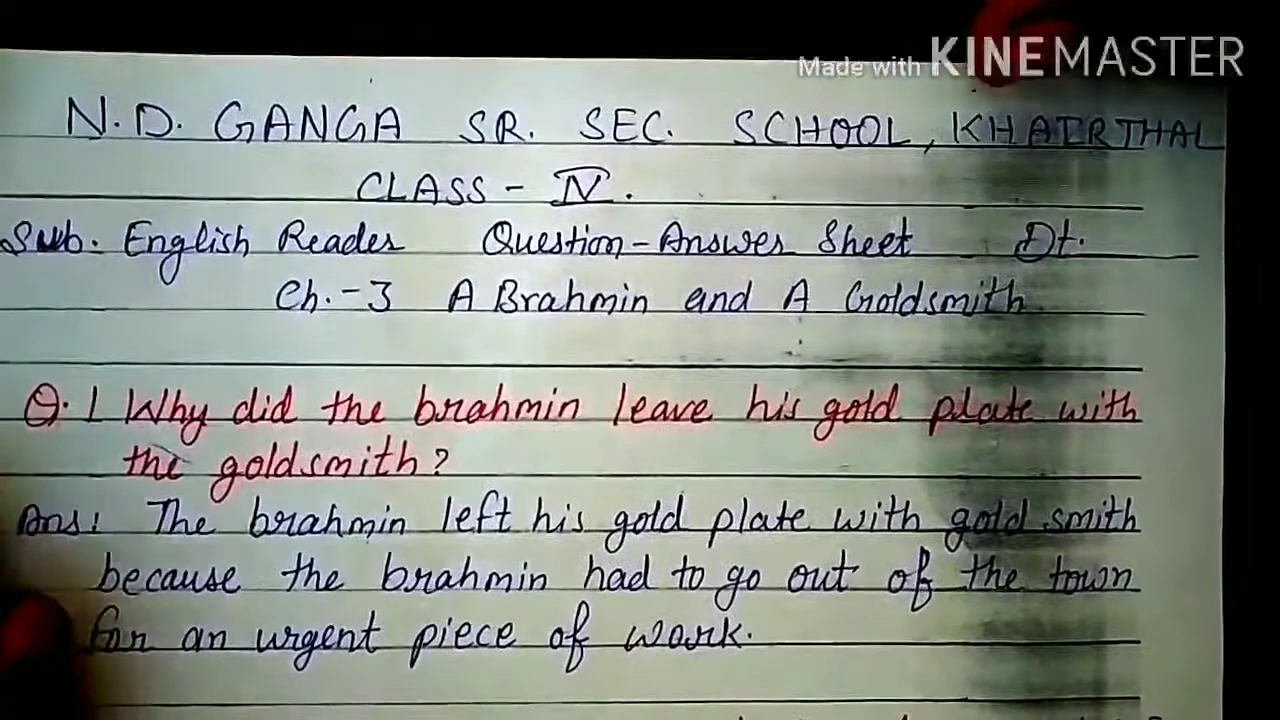 Made with KINEMASTER
N.D. GANGA SR. SEC. SCHOOL, KHAIRTHAL
CLASS - IV.
Sub. English Reader Question-Answer Sheet Dt.
Ch.-3 A Brahmin and A Goldsmith
Q.1 Why did the brahmin leave his gold plate with
the goldsmith?
Ans: The brahmin left his gold plate with gold smith
because the brahmin had to go out of the town
for an urgent piece of work.